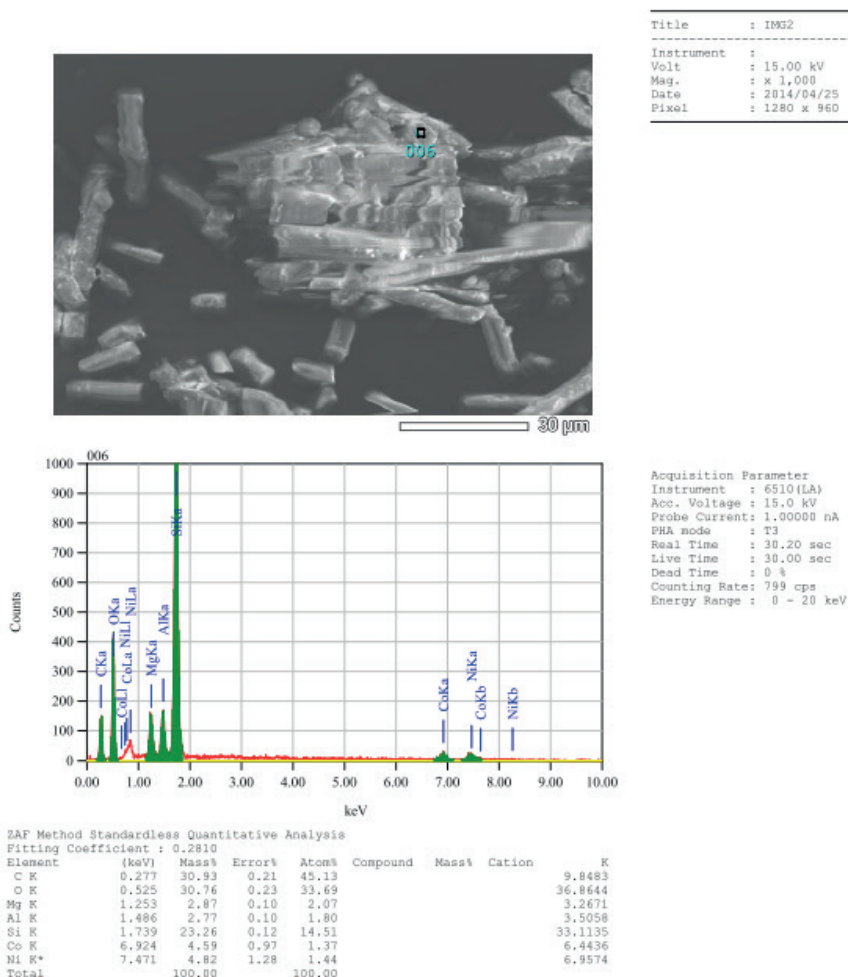 Title : IMG2
Instrument :
Volt : 15.00 kV
Mag. : x 1,000
Date : 2014/04/25
Pixel : 1280 x 960
006
30 µm
006
1000
900
800
700
600
500
400
300
200
100
0
Counts
CKa
OKa
CoLl
NiLl
CoLa
NiLa
MgKa
AlKa
SiKa
CoKa
NiKa
CoKb
NiKb
0.00 1.00 2.00 3.00 4.00 5.00 6.00 7.00 8.00 9.00 10.00
keV
Acquisition Parameter
Instrument : 6510(LA)
Acc. Voltage : 15.0 kV
Probe Current: 1.00000 nA
PHA mode : T3
Real Time : 30.20 sec
Live Time : 30.00 sec
Dead Time : 0 %
Counting Rate: 799 cps
Energy Range : 0 - 20 keV
ZAF Method Standardless Quantitative Analysis
Fitting Coefficient : 0.2810
Element (keV) Mass% Error% Atom% Compound Mass% Cation K
C K 0.277 30.93 0.21 45.13 9.8483
O K 0.525 30.76 0.23 33.69 36.8644
Mg K 1.253 2.87 0.10 2.07 3.2671
Al K 1.486 2.77 0.10 1.80 3.5058
Si K 1.739 23.26 0.12 14.51 33.1135
Co K 6.924 4.59 0.97 1.37 6.4436
Ni K* 7.471 4.82 1.28 1.44 6.9574
Total 100.00 100.00